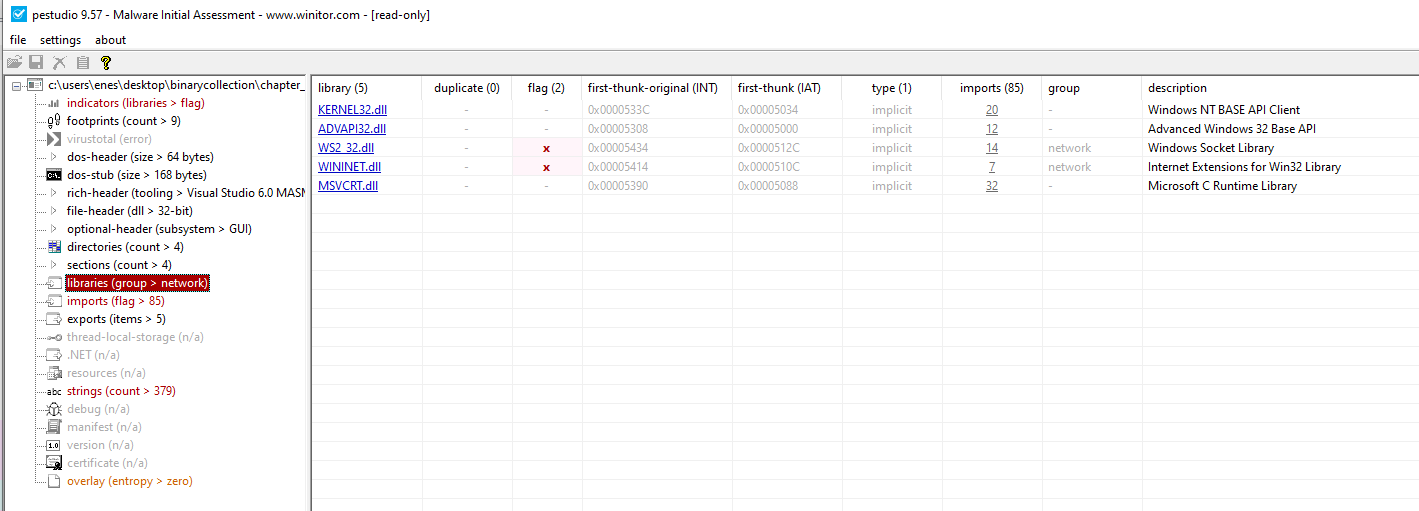 pestudio 9.57 - Malware Initial Assessment - www.winitor.com - [read-only]
file settings about
c:\users\enes\desktop\binarycollection\chapter_
indicators (libraries > flag)
footprints (count > 9)
virustotal (error)
dos-header (size > 64 bytes)
dos-stub (size > 168 bytes)
rich-header (tooling > Visual Studio 6.0 MASM
file-header (dll > 32-bit)
optional-header (subsystem > GUI)
directories (count > 4)
sections (count > 4)
libraries (group > network)
imports (flag > 85)
exports (items > 5)
thread-local-storage (n/a)
.NET (n/a)
resources (n/a)
abc strings (count > 379)
debug (n/a)
manifest (n/a)
1.0 version (n/a)
certificate (n/a)
overlay (entropy > zero)
library (5) duplicate (0) flag (2) first-thunk-original (INT) first-thunk (IAT) type (1) imports (85) group description
KERNEL32.dll - - 0x0000533C 0x00005034 implicit 20 - Windows NT BASE API Client
ADVAPI32.dll - - 0x00005308 0x00005000 implicit 12 - Advanced Windows 32 Base API
WS2_32.dll - x 0x00005434 0x0000512C implicit 14 network Windows Socket Library
WININET.dll - x 0x00005414 0x0000510C implicit 7 network Internet Extensions for Win32 Library
MSVCRT.dll - - 0x00005390 0x00005088 implicit 32 - Microsoft C Runtime Library